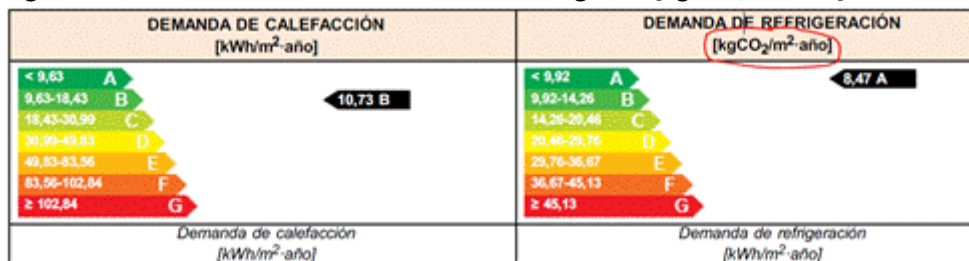 DEMANDA DE CALEFACCIÓN
[kWh/m²·año]
< 9,63 A
9,63-18,43 B
18,43-30,99 C
30,99-49,83 D
49,83-83,56 E
83,56-102,84 F
≥ 102,84 G
10,73 B
Demanda de calefacción
[kWh/m²·año]
DEMANDA DE REFRIGERACIÓN
[kgCO₂/m²·año]
< 9,92 A
9,92-14,26 B
14,26-20,46 C
20,46-29,76 D
29,76-36,67 E
36,67-45,13 F
≥ 45,13 G
8,47 A
Demanda de refrigeración
[kWh/m²·año]